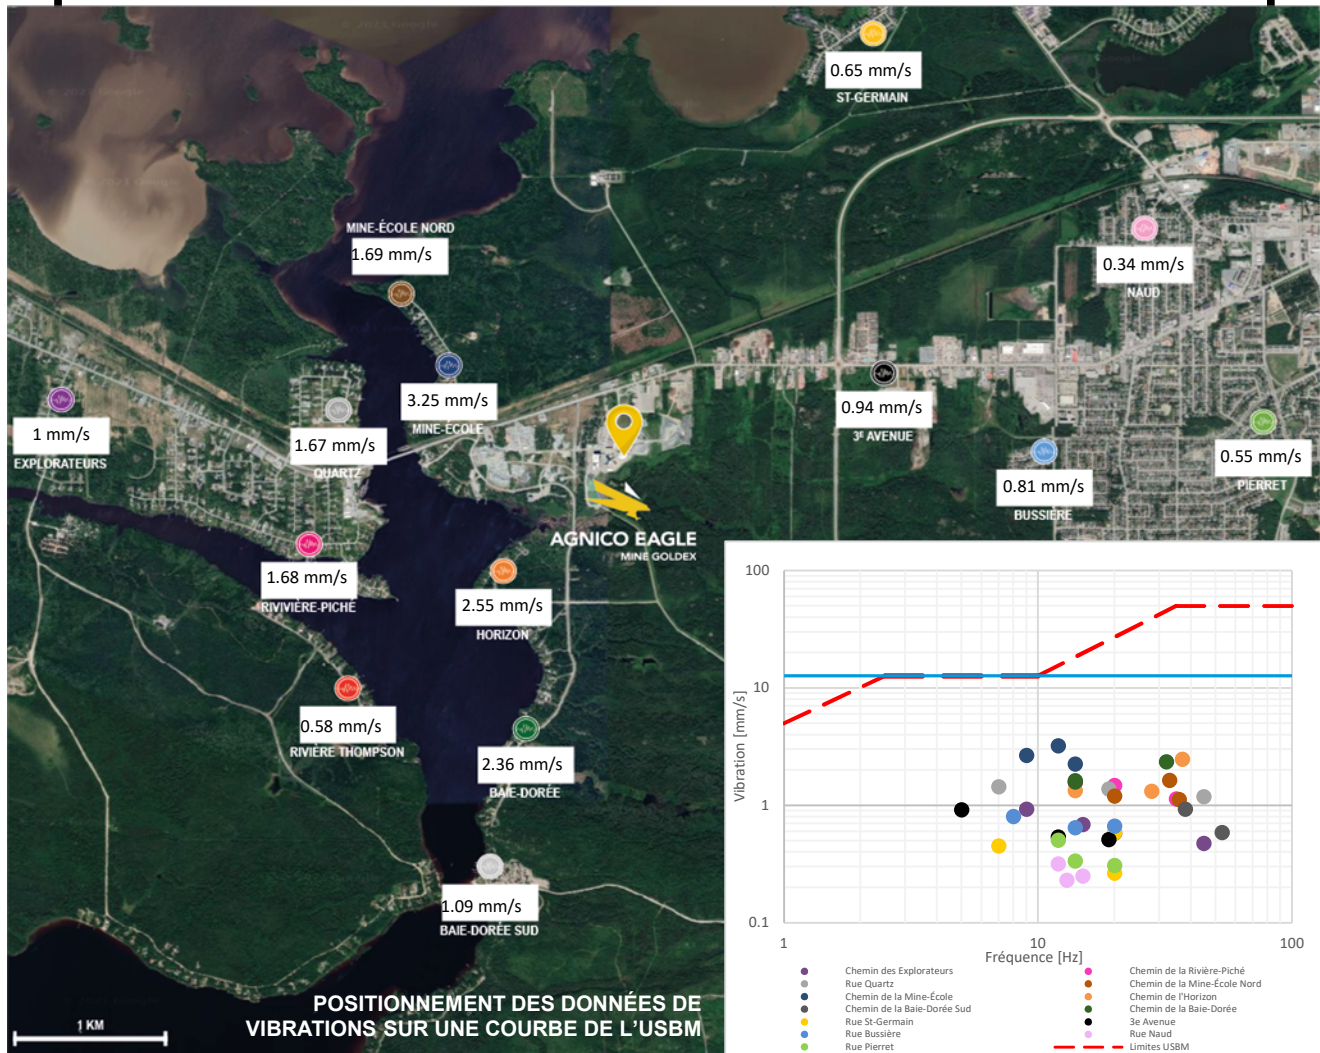 © 2023 Google
0.65 mm/s
ST-GERMAIN
MINE-ÉCOLE NORD
1.69 mm/s
0.34 mm/s
NAUD
3.25 mm/s
MINE-ÉCOLE
0.94 mm/s
3E AVENUE
1 mm/s
EXPLORATEURS
1.67 mm/s
QUARTZ
0.81 mm/s
BUSSIÈRE
0.55 mm/s
PIERRET
AGNICO EAGLE
MINE GOLDEX
1.68 mm/s
RIVIVIÈRE-PICHÉ
2.55 mm/s
HORIZON
0.58 mm/s
RIVIÈRE THOMPSON
2.36 mm/s
BAIE-DORÉE
1.09 mm/s
BAIE-DORÉE SUD
POSITIONNEMENT DES DONNÉES DE
VIBRATIONS SUR UNE COURBE DE L'USBM
1 KM
100
10
1
0.1
Vibration [mm/s]
1
10
100
Fréquence [Hz]
Chemin des Explorateurs
Chemin de la Rivière-Piché
Rue Quartz
Chemin de la Mine-École Nord
Chemin de la Mine-École
Chemin de l'Horizon
Chemin de la Baie-Dorée Sud
Chemin de la Baie-Dorée
Rue St-Germain
3e Avenue
Rue Bussière
Rue Naud
Rue Pierret
Limites USBM